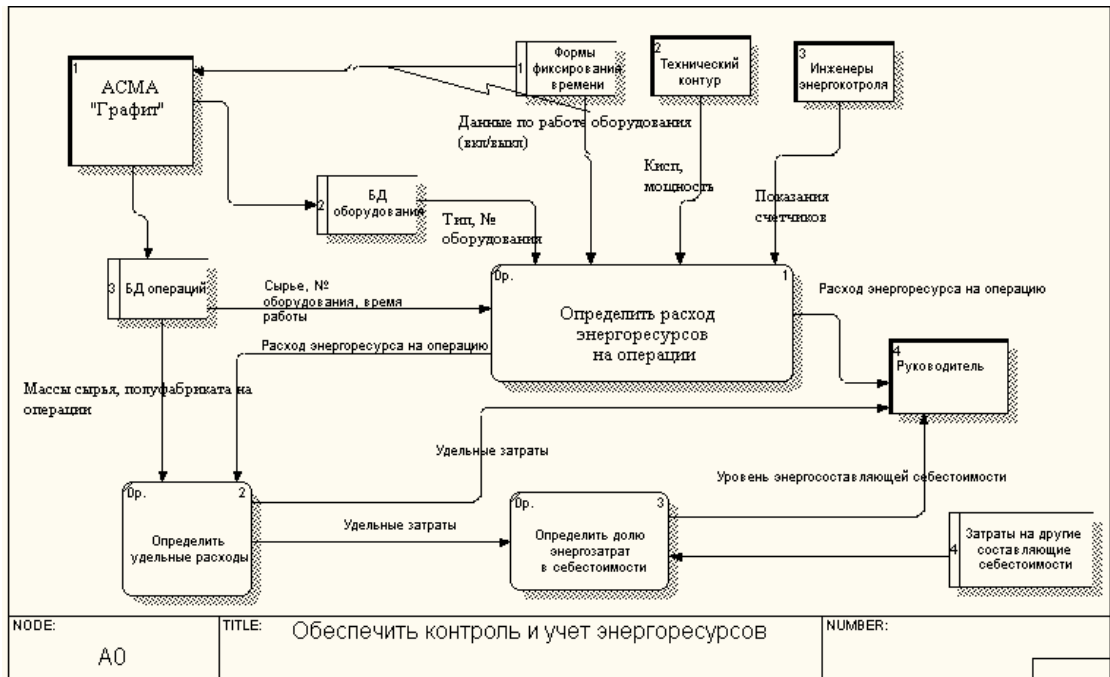 1
АСМА
"Графит"
1
Формы
фиксирования
времени
2
Технический
контур
3
Инженеры
энергокотроля
Данные по работе оборудования
(вкл/выкл)
Кисп,
мощность
Показания
счетчиков
2
БД
оборудования
Тип, №
оборудования
3
БД операций
Сырье, №
оборудования, время
работы
0р.
1
Определить расход
энергоресурсов
на операции
Расход энергоресурса на операцию
Расход энергоресурса на операцию
4
Руководитель
Массы сырья, полуфабриката на
операции
Удельные затраты
Уровень энергосоставляющей себестоимости
0р.
2
Определить
удельные расходы
Удельные затраты
0р.
3
Определить долю
энергозатрат
в себестоимости
4
Затраты на другие
составляющие
себестоимости
NODE:
A0
TITLE:
Обеспечить контроль и учет энергоресурсов
NUMBER: